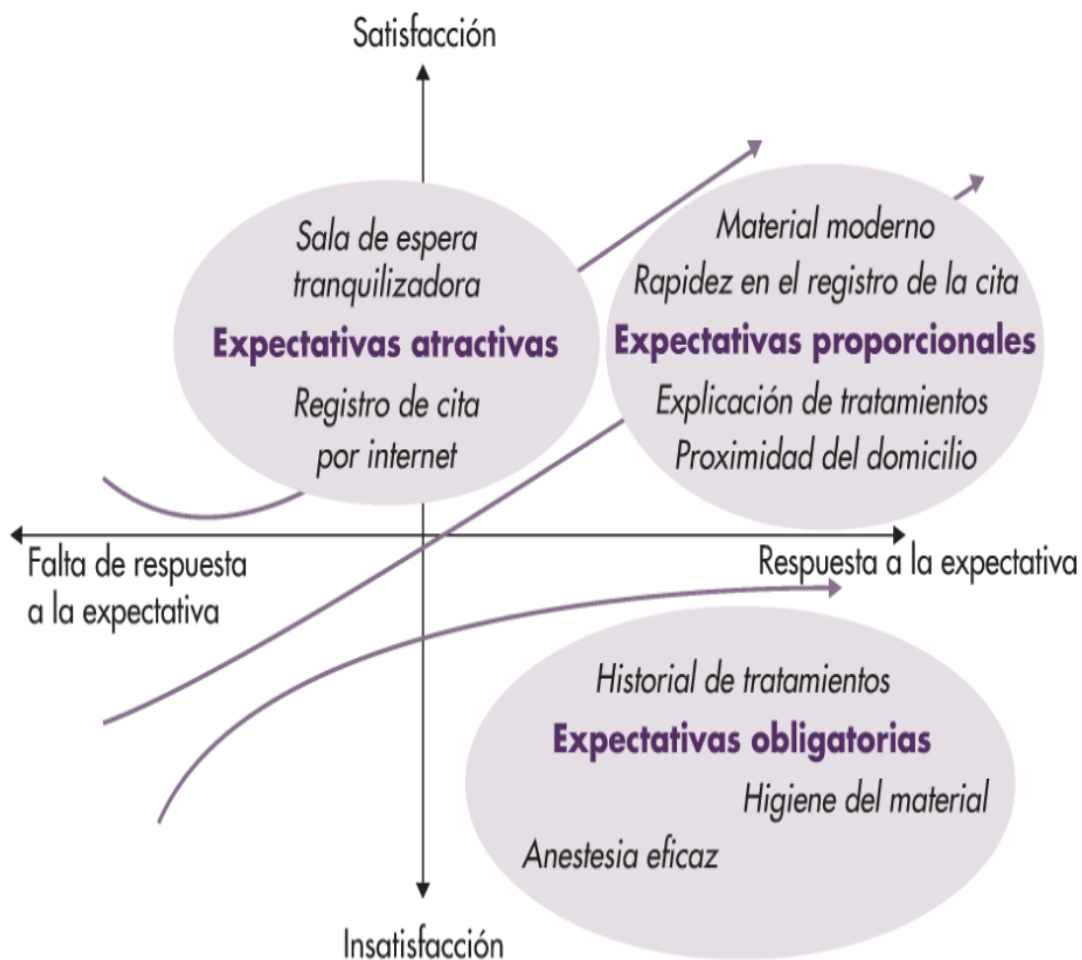 Satisfacción
Sala de espera
tranquilizadora
Expectativas atractivas
Registro de cita
por internet
Material moderno
Rapidez en el registro de la cita
Expectativas proporcionales
Explicación de tratamientos
Proximidad del domicilio
Falta de respuesta
a la expectativa
Respuesta a la expectativa
Historial de tratamientos
Expectativas obligatorias
Higiene del material
Anestesia eficaz
Insatisfacción